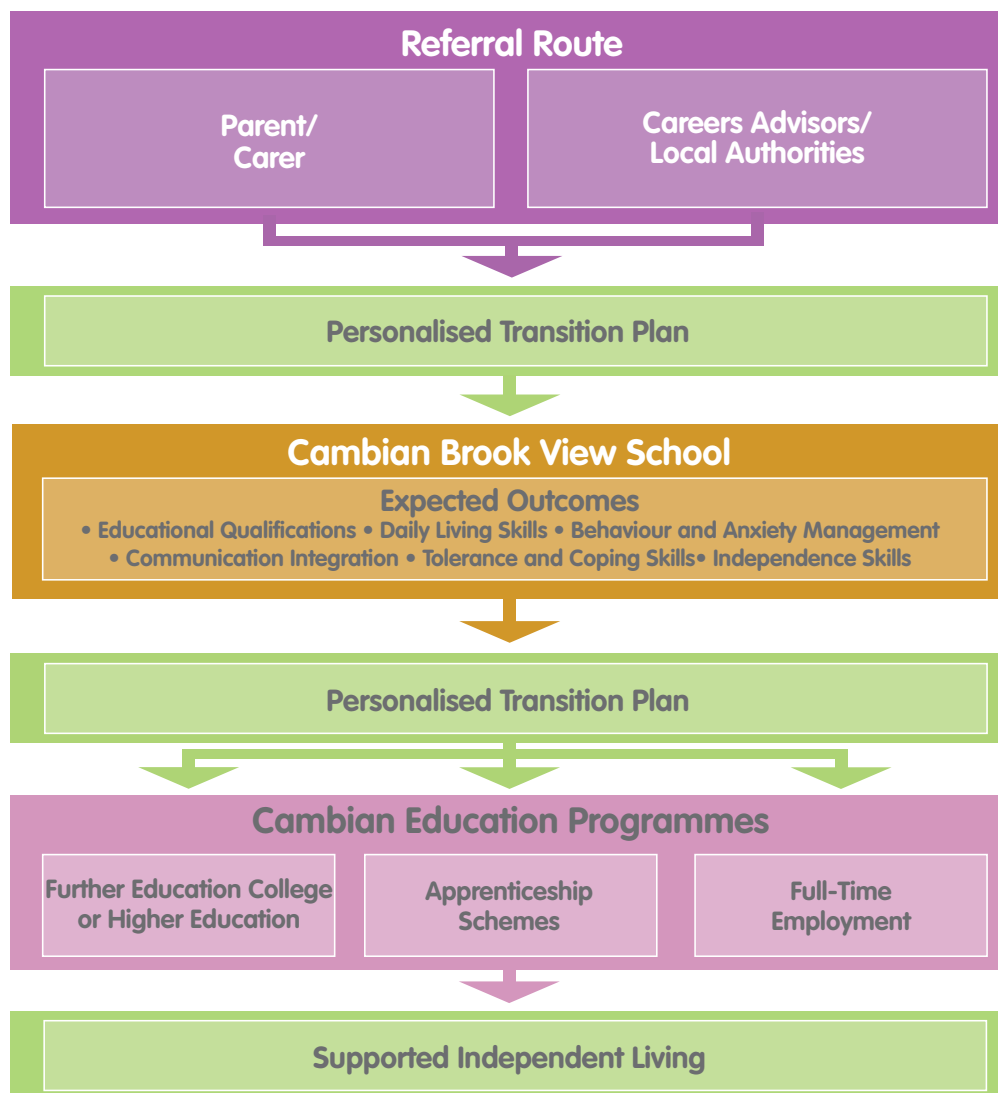 Referral Route
Parent/
Carer
Careers Advisors/
Local Authorities
Personalised Transition Plan
Cambian Brook View School
Expected Outcomes
• Educational Qualifications • Daily Living Skills • Behaviour and Anxiety Management
• Communication Integration • Tolerance and Coping Skills• Independence Skills
Personalised Transition Plan
Cambian Education Programmes
Further Education College
or Higher Education
Apprenticeship
Schemes
Full-Time
Employment
Supported Independent Living